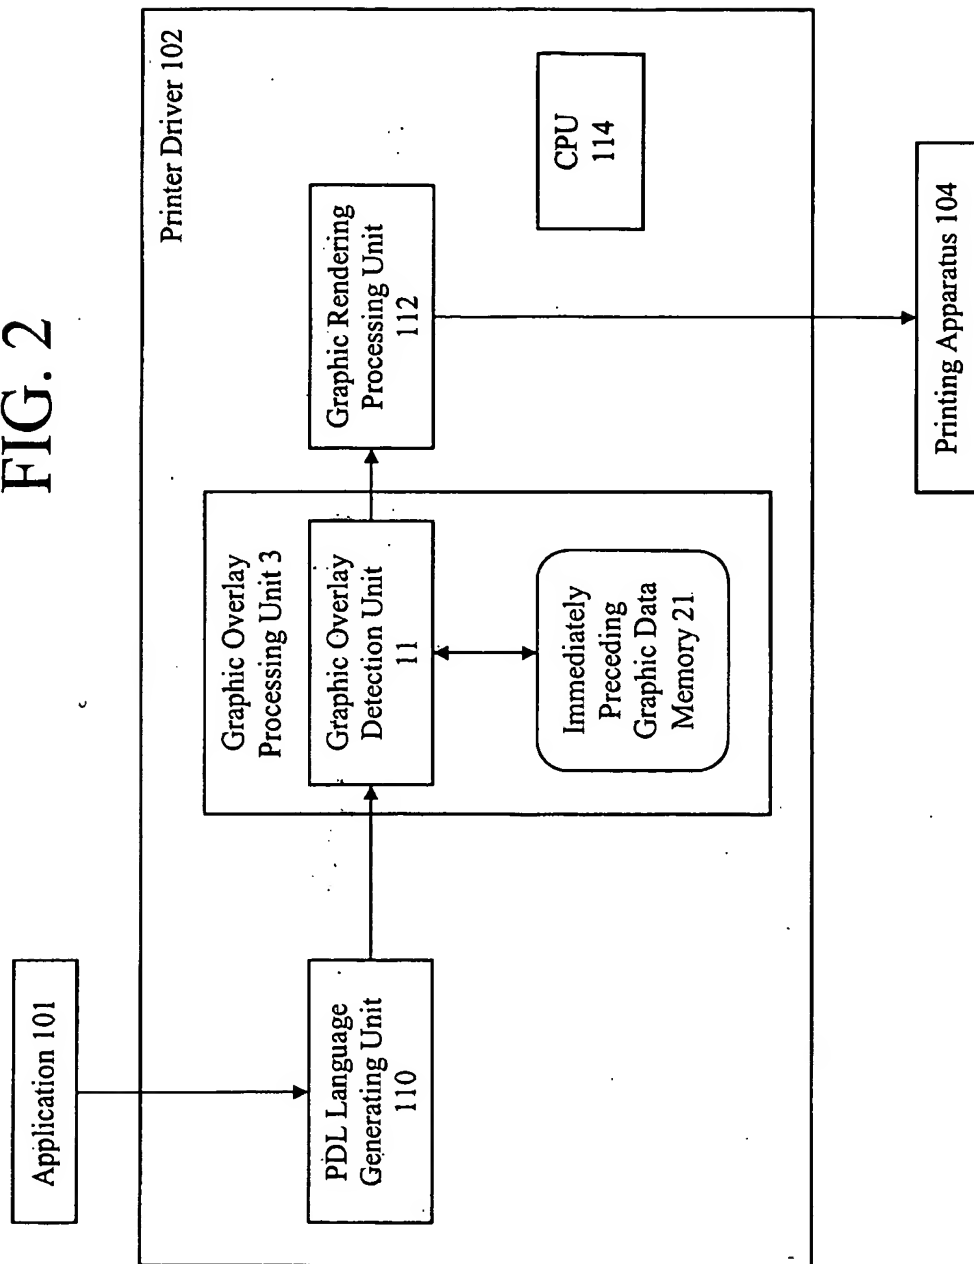 FIG. 2
Application 101
Printer Driver 102
PDL Language
Generating Unit
110
Graphic Overlay
Processing Unit 3
Graphic Overlay
Detection Unit
11
Immediately
Preceding
Graphic Data
Memory 21
Graphic Rendering
Processing Unit
112
CPU
114
Printing Apparatus 104